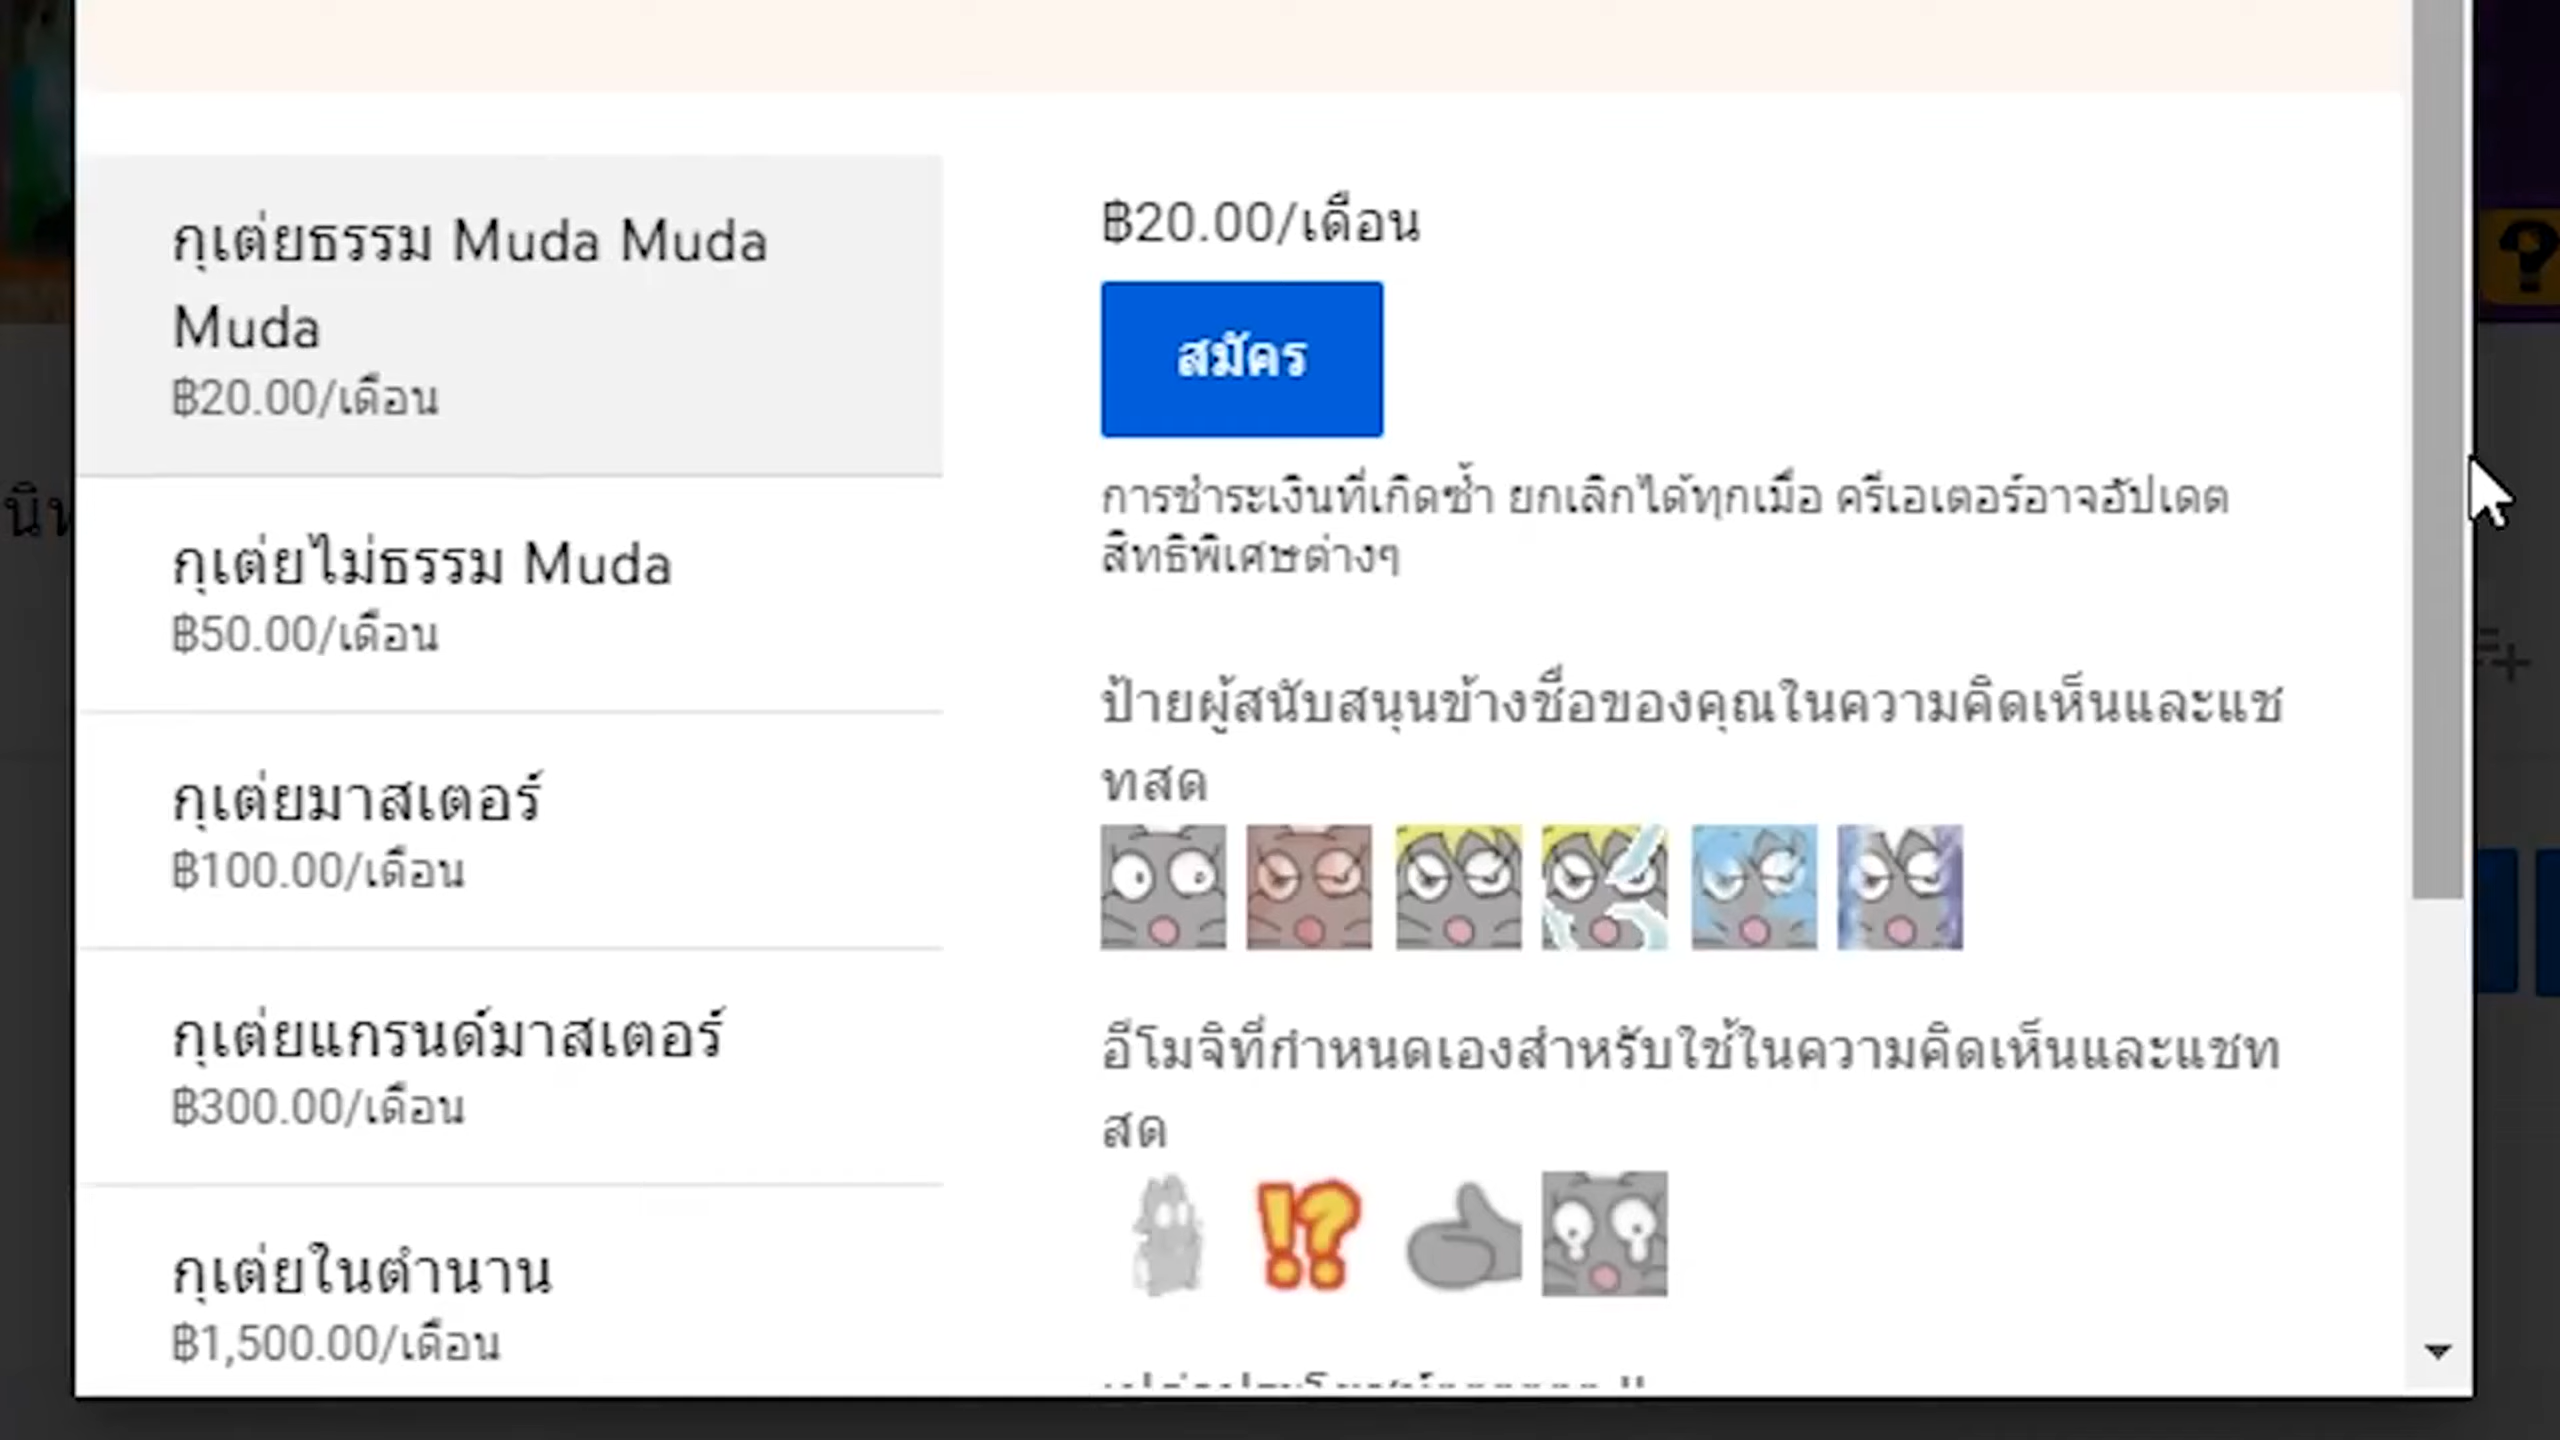 กุเต่ยธรรม Muda Muda
Muda
฿20.00/เดือน
กุเต่ยไม่ธรรม Muda
฿50.00/เดือน
กุเต่ยมาสเตอร์
฿100.00/เดือน
กุเต่ยแกรนด์มาสเตอร์
฿300.00/เดือน
กุเต่ยในตำนาน
฿1,500.00/เดือน
฿20.00/เดือน
สมัคร
การชำระเงินที่เกิดซ้ำ ยกเลิกได้ทุกเมื่อ ครีเอเตอร์อาจอัปเดต
สิทธิพิเศษต่างๆ
ป้ายผู้สนับสนุนข้างชื่อของคุณในความคิดเห็นและแช
ทสด
อีโมจิที่กำหนดเองสำหรับใช้ในความคิดเห็นและแชท
สด
!?